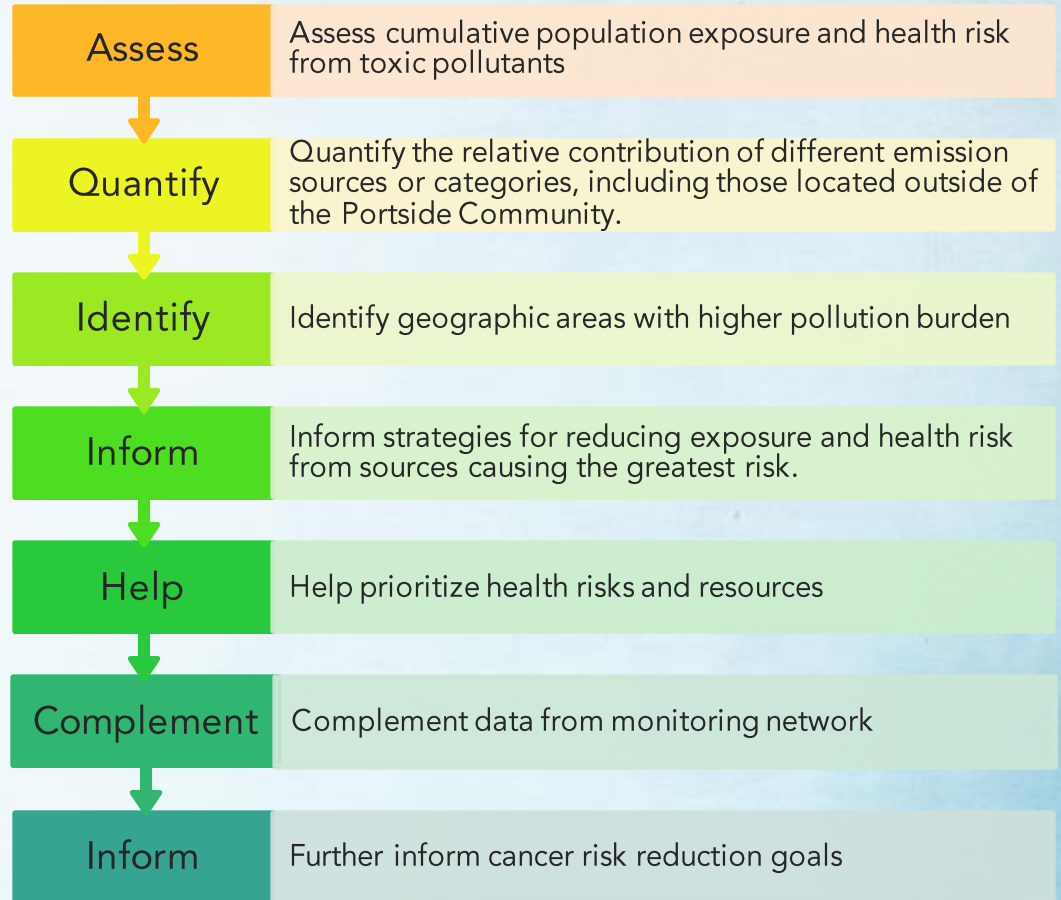 Assess
Assess cumulative population exposure and health risk
from toxic pollutants
Quantify
Quantify the relative contribution of different emission
sources or categories, including those located outside of
the Portside Community.
Identify
Identify geographic areas with higher pollution burden
Inform
Inform strategies for reducing exposure and health risk
from sources causing the greatest risk.
Help
Help prioritize health risks and resources
Complement
Complement data from monitoring network
Inform
Further inform cancer risk reduction goals